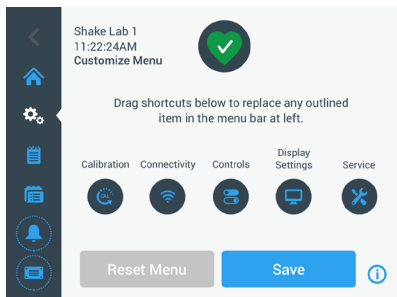 Shake Lab 1
11:22:24AM
Customize Menu
Drag shortcuts below to replace any outlined
item in the menu bar at left.
Calibration
Connectivity
Controls
Display
Settings
Service
CAL
Reset Menu
Save